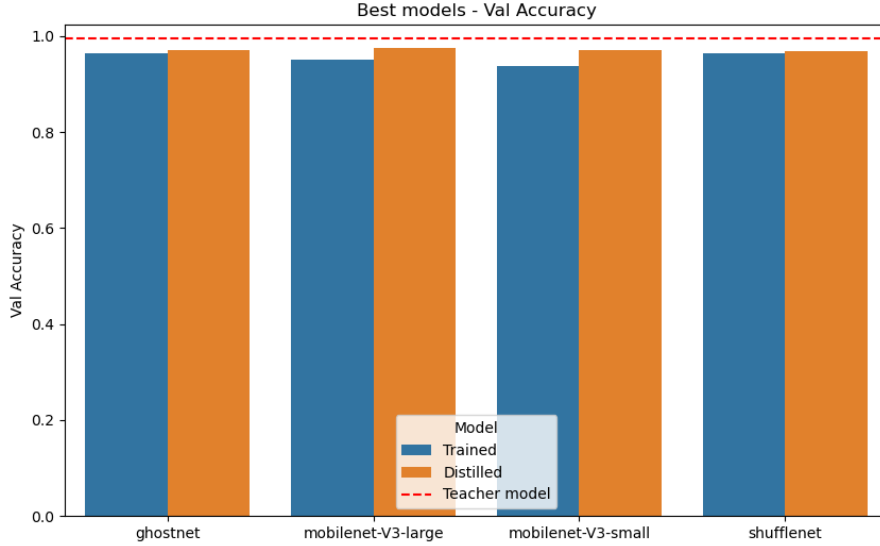 Best models - Val Accuracy
1.0
0.8
0.6
0.4
0.2
0.0
Val Accuracy
Model
Trained
Distilled
Teacher model
ghostnet mobilenet-V3-large mobilenet-V3-small shufflenet